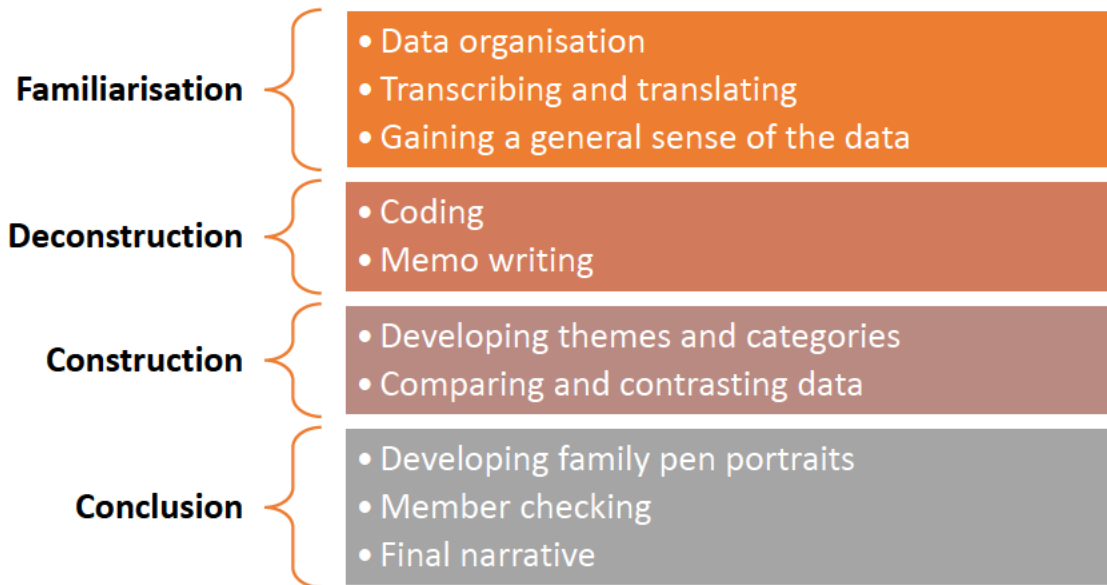 Familiarisation
• Data organisation
• Transcribing and translating
• Gaining a general sense of the data
Deconstruction
• Coding
• Memo writing
Construction
• Developing themes and categories
• Comparing and contrasting data
Conclusion
• Developing family pen portraits
• Member checking
• Final narrative